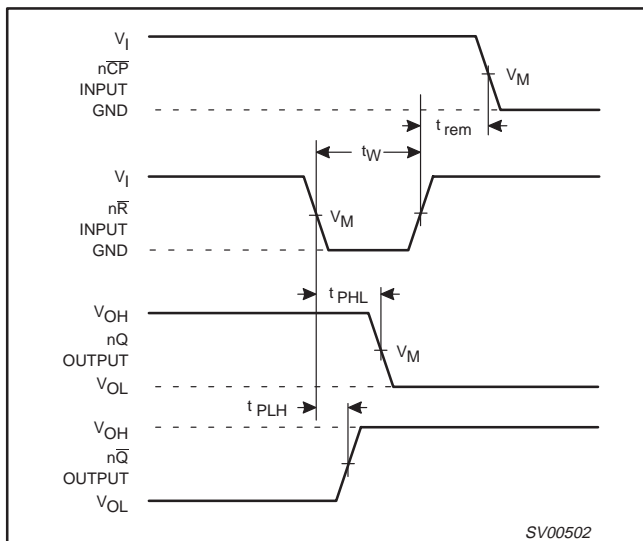 V_I
nC̅P̅
INPUT
GND
V_M
t_rem
t_W
V_I
nR̅
INPUT
GND
V_M
t_PHL
V_OH
nQ
OUTPUT
V_OL
V_M
t_PLH
V_OH
nQ̅
OUTPUT
V_OL
SV00502